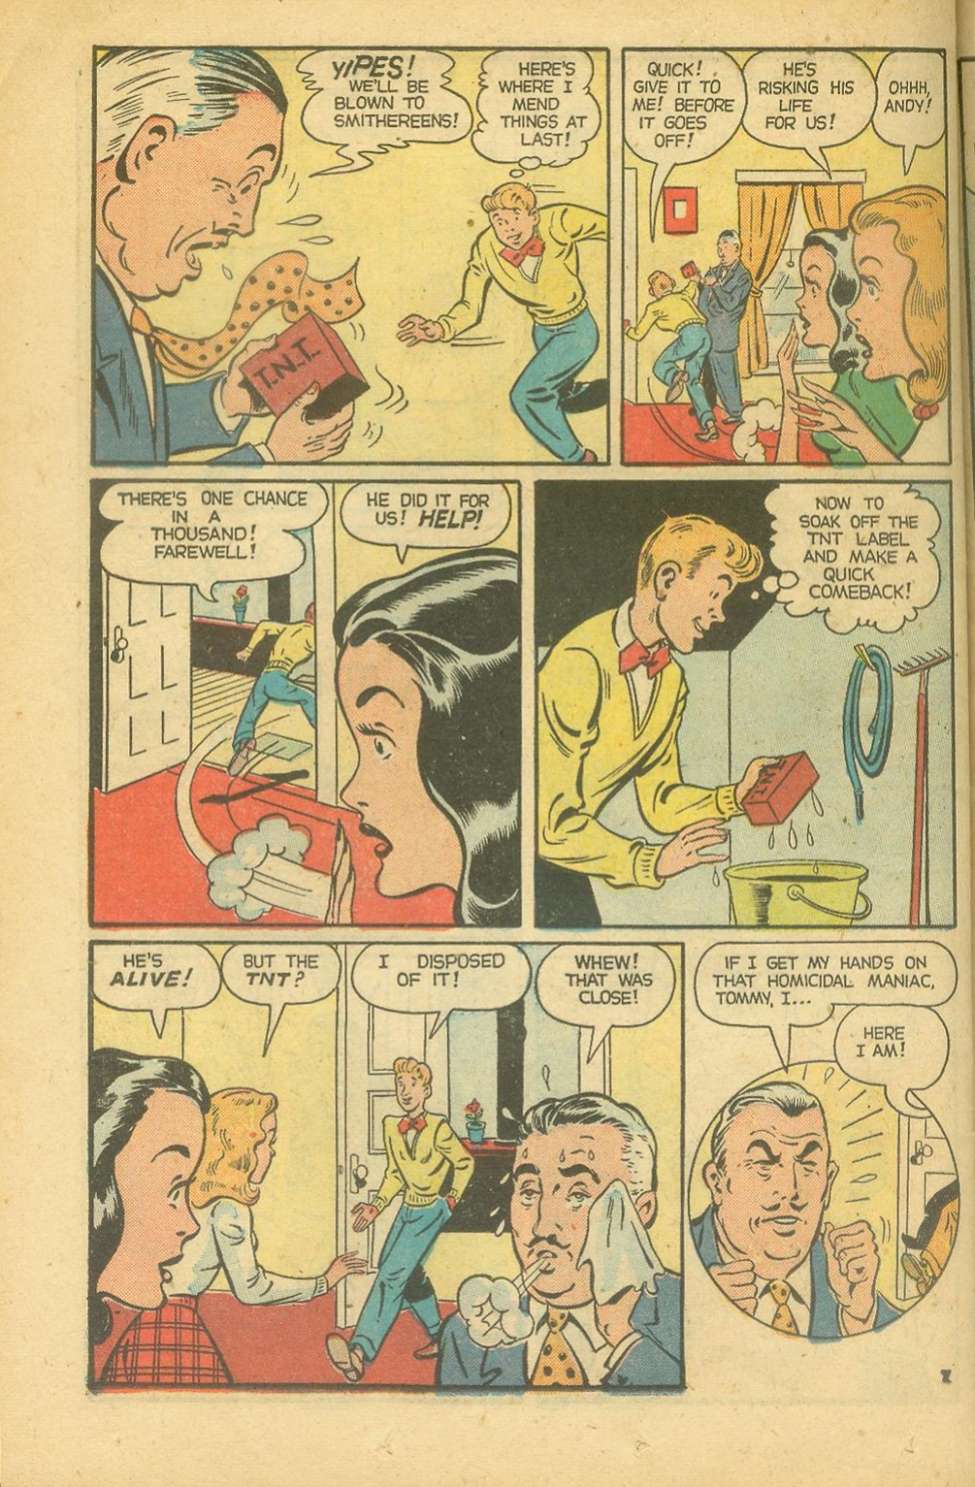 YIPES!
WE'LL BE
BLOWN TO
SMITHEREENS!
HERE'S
WHERE I
MEND
THINGS AT
LAST!
T.N.T.
QUICK!
GIVE IT TO
ME! BEFORE
IT GOES
OFF!
HE'S
RISKING HIS
LIFE
FOR US!
OHHH,
ANDY!
THERE'S ONE CHANCE
IN A
THOUSAND!
FAREWELL!
HE DID IT FOR
US! HELP!
NOW TO
SOAK OFF THE
TNT LABEL
AND MAKE A
QUICK
COMEBACK!
T.N.T.
HE'S
ALIVE!
BUT THE
TNT?
I DISPOSED
OF IT!
WHEW!
THAT WAS
CLOSE!
IF I GET MY HANDS ON
THAT HOMICIDAL MANIAC,
TOMMY, I...
HERE
I AM!